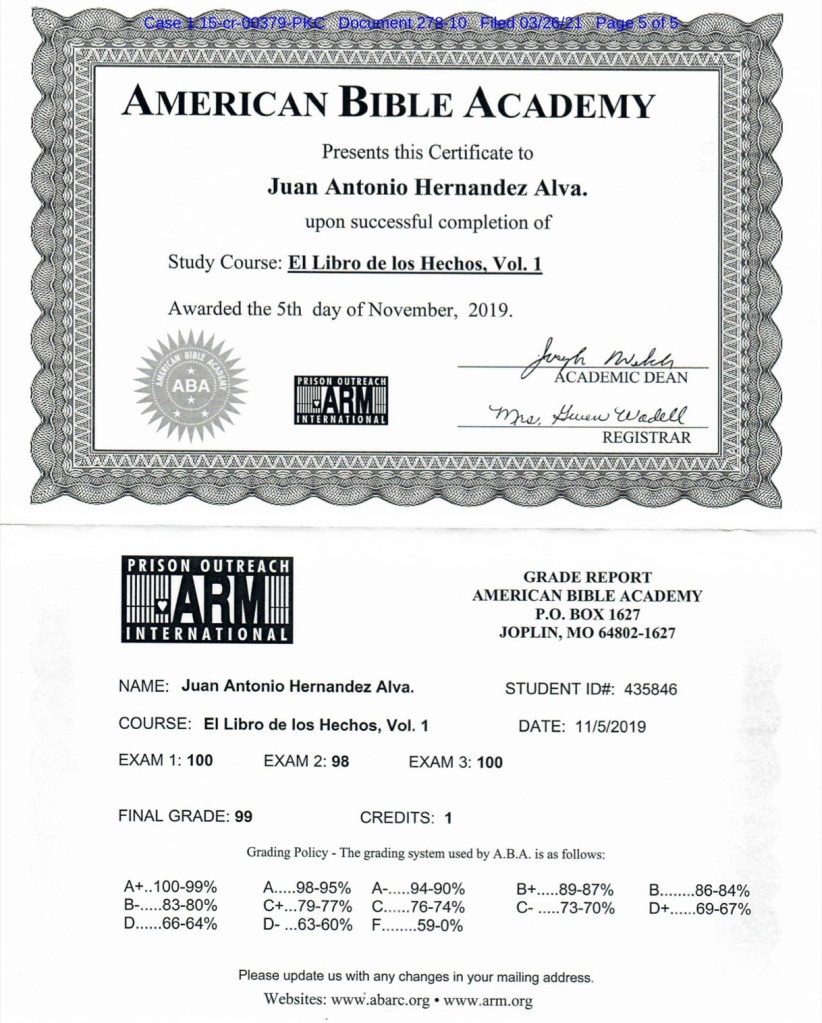 Case 1:15-cr-00379-PKC Document 278-10 Filed 03/26/21 Page 5 of 5
AMERICAN BIBLE ACADEMY
Presents this Certificate to
Juan Antonio Hernandez Alva.
upon successful completion of
Study Course: El Libro de los Hechos, Vol. 1
Awarded the 5th day of November, 2019.
AMERICAN BIBLE ACADEMY
ABA
PRISON OUTREACH
ARM
INTERNATIONAL
ACADEMIC DEAN
Mrs. Gwen Wadell
REGISTRAR
PRISON OUTREACH
ARM
INTERNATIONAL
GRADE REPORT
AMERICAN BIBLE ACADEMY
P.O. BOX 1627
JOPLIN, MO 64802-1627
NAME: Juan Antonio Hernandez Alva. STUDENT ID#: 435846
COURSE: El Libro de los Hechos, Vol. 1 DATE: 11/5/2019
EXAM 1: 100 EXAM 2: 98 EXAM 3: 100
FINAL GRADE: 99 CREDITS: 1
Grading Policy - The grading system used by A.B.A. is as follows:
A+..100-99% A.....98-95% A-.....94-90% B+.....89-87% B........86-84%
B-.....83-80% C+...79-77% C......76-74% C- .....73-70% D+......69-67%
D......66-64% D- ...63-60% F........59-0%
Please update us with any changes in your mailing address.
Websites: www.abarc.org • www.arm.org